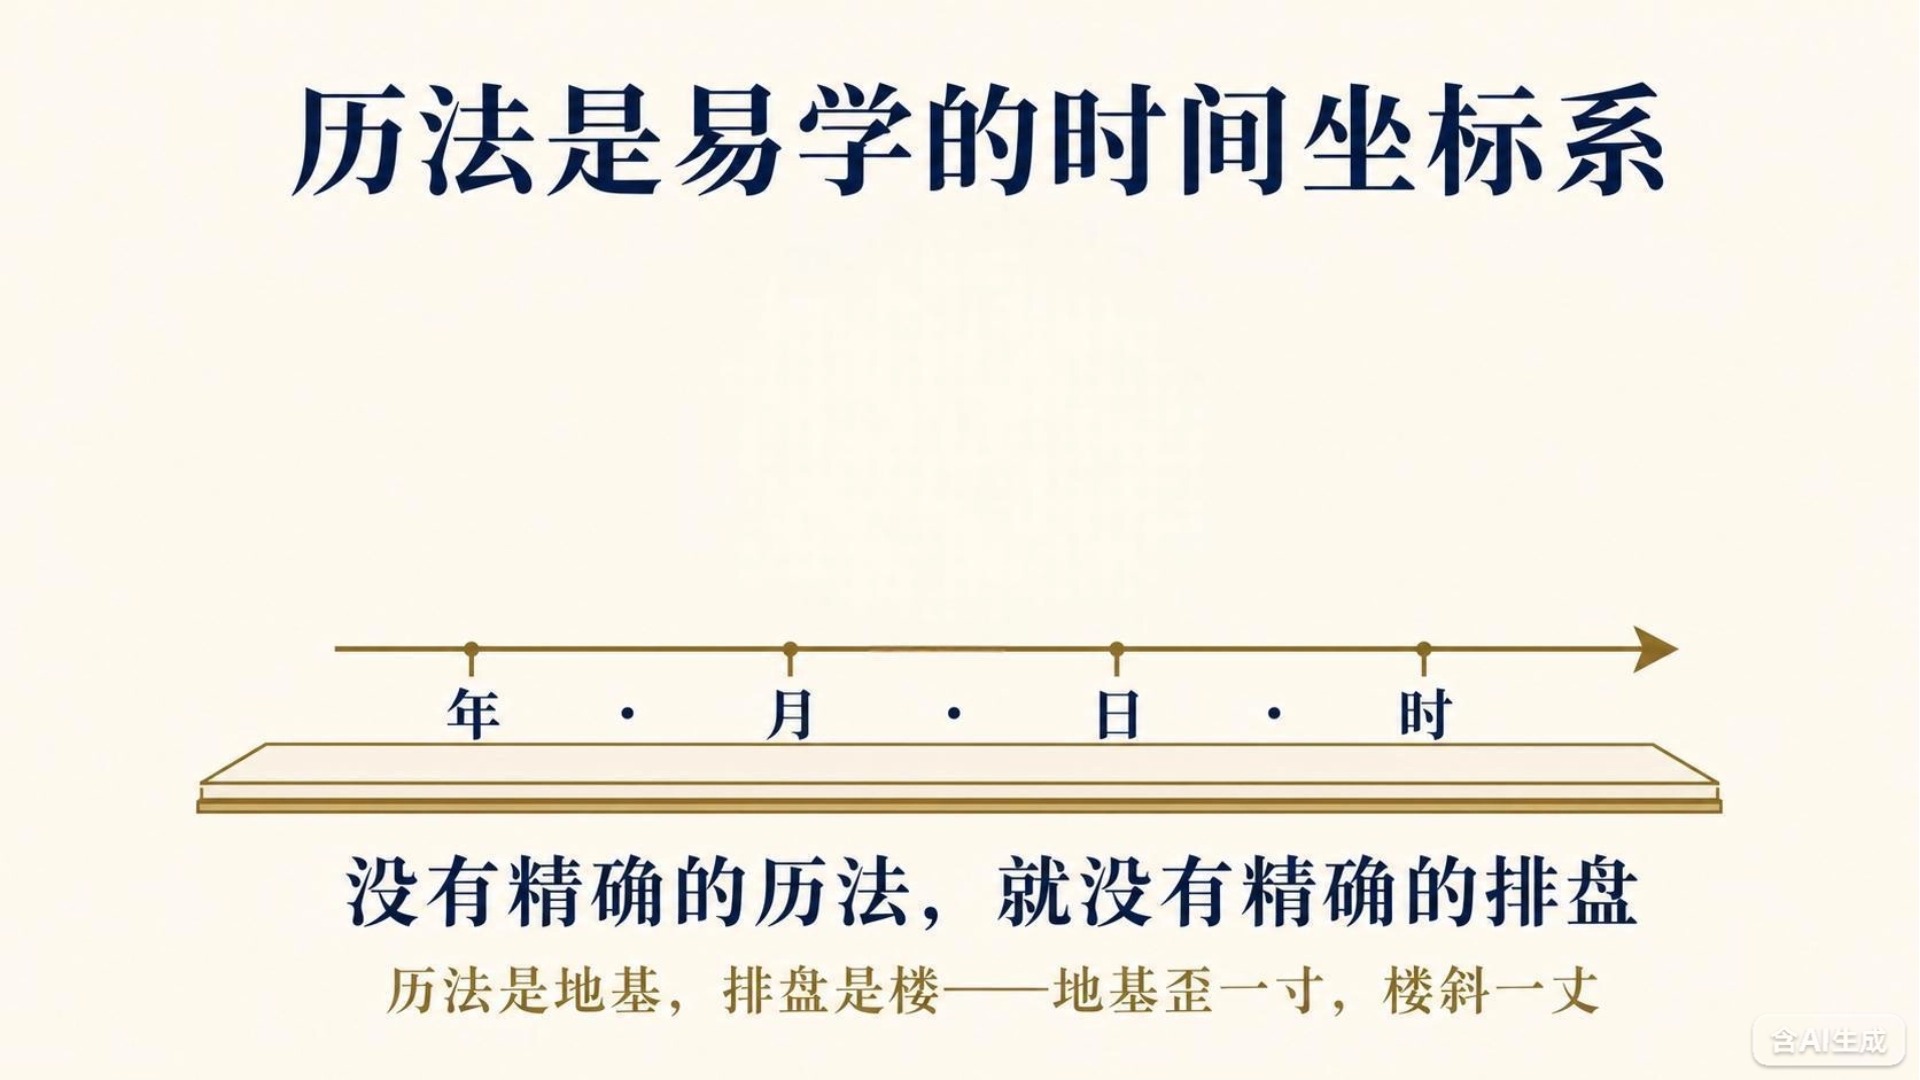 历法是易学的时间坐标系
年 · 月 · 日 · 时
没有精确的历法，就没有精确的排盘
历法是地基，排盘是楼——地基歪一寸，楼斜一丈
含AI生成